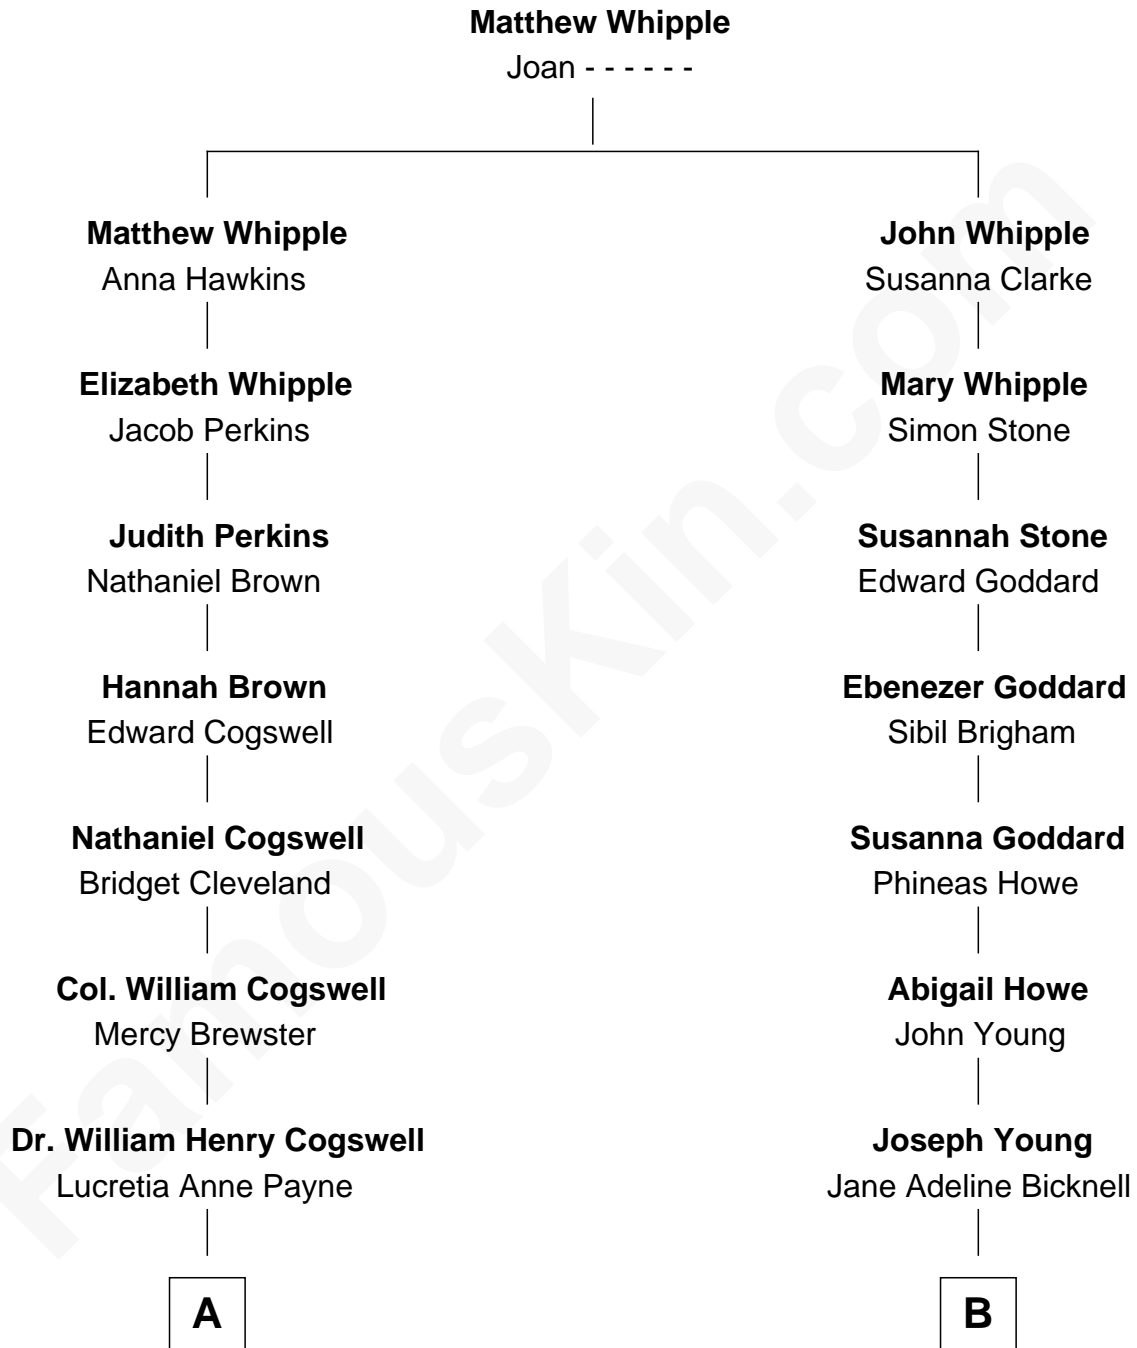 Matthew Whipple
Joan - - - - - -
Matthew Whipple
Anna Hawkins
John Whipple
Susanna Clarke
Elizabeth Whipple
Jacob Perkins
Mary Whipple
Simon Stone
Judith Perkins
Nathaniel Brown
Susannah Stone
Edward Goddard
Hannah Brown
Edward Cogswell
Ebenezer Goddard
Sibil Brigham
Nathaniel Cogswell
Bridget Cleveland
Susanna Goddard
Phineas Howe
Col. William Cogswell
Mercy Brewster
Abigail Howe
John Young
Dr. William Henry Cogswell
Lucretia Anne Payne
Joseph Young
Jane Adeline Bicknell
A
B
FamousKin.com